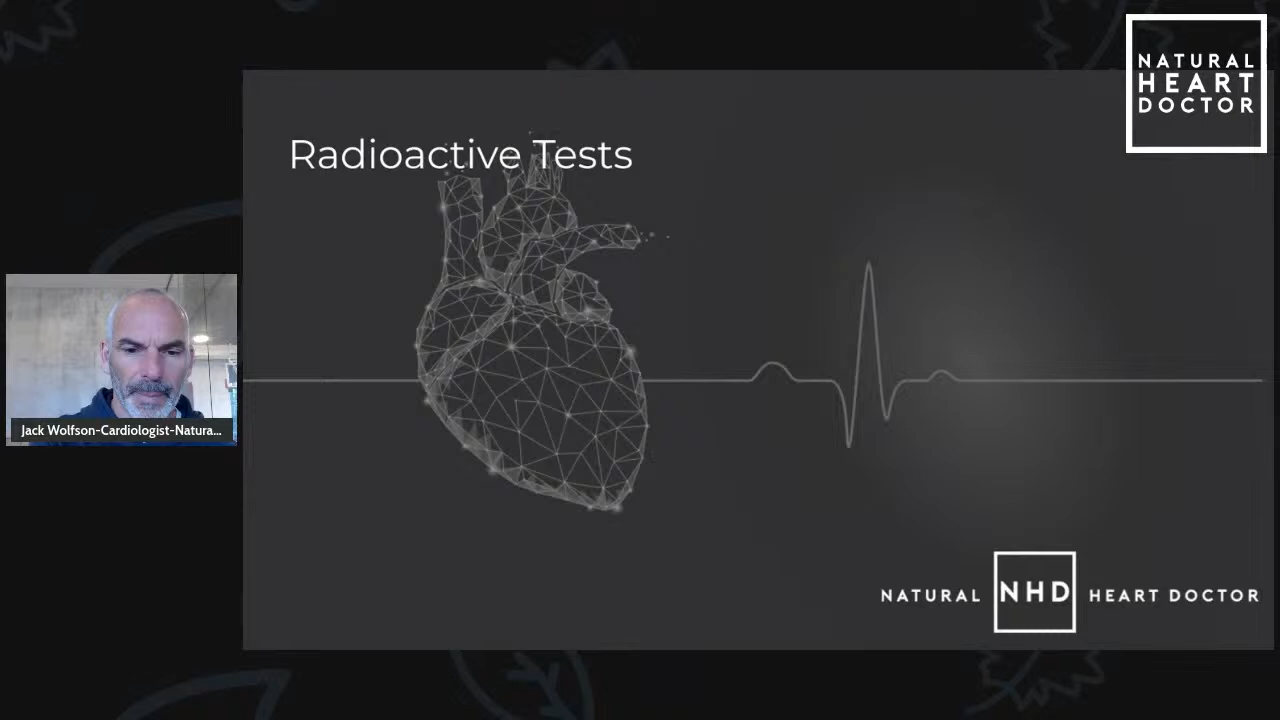 NATURAL
HEART
DOCTOR
Radioactive Tests
Jack Wolfson-Cardiologist-Natura...
NATURAL NHD HEART DOCTOR